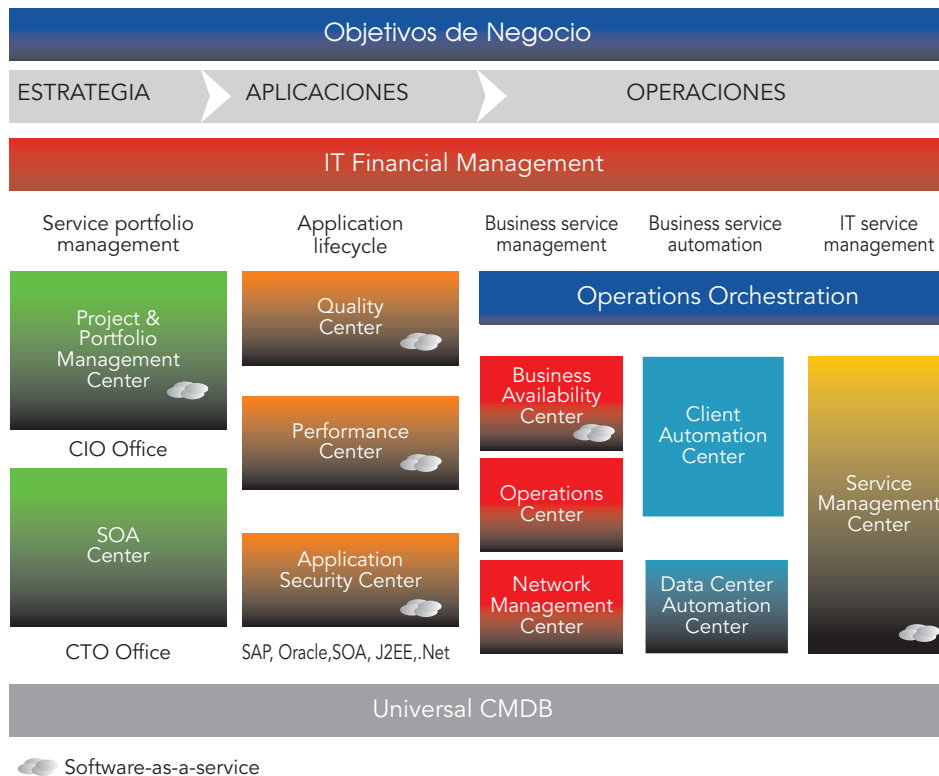 Objetivos de Negocio
ESTRATEGIA
APLICACIONES
OPERACIONES
IT Financial Management
Service portfolio
management
Application
lifecycle
Business service
management
Business service
automation
IT service
management
Project &
Portfolio
Management
Center
CIO Office
SOA
Center
CTO Office
Quality
Center
Performance
Center
Application
Security Center
SAP, Oracle,SOA, J2EE,.Net
Operations Orchestration
Business
Availability
Center
Operations
Center
Network
Management
Center
Client
Automation
Center
Data Center
Automation
Center
Service
Management
Center
Universal CMDB
Software-as-a-service